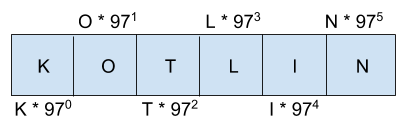 O * 97¹ L * 97³ N * 97⁵
K O T L I N
K * 97⁰ T * 97² I * 97⁴